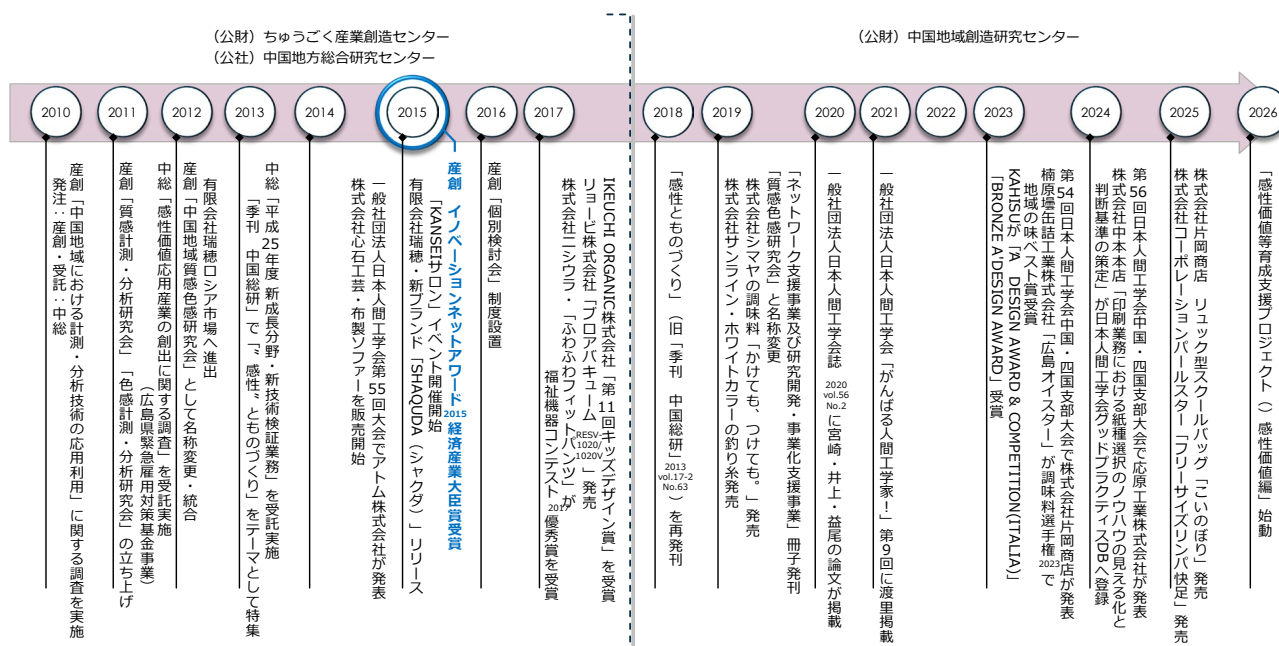 （公財）ちゅうごく産業創造センター
（公社）中国地方総合研究センター
（公財）中国地域創造研究センター
2010
2011
2012
2013
2014
2015
2016
2017
2018
2019
2020
2021
2022
2023
2024
2025
2026
産創「中国地域における計測・分析技術の応用利用」に関する調査を実施
発注：産創・受託：中総
産創「質感計測・分析研究会」「色感計測・分析研究会」の立ち上げ
中総「感性価値応用産業の創出に関する調査」を受託実施
（広島県緊急雇用対策基金事業）
有限会社瑞穂ロシア市場へ進出
産創「中国地域質感色感研究会」として名称変更・統合
中総「平成25年度 新成長分野・新技術検証業務」を受託実施
「季刊 中国総研」で「“感性”とものづくり」をテーマとして特集
一般社団法人日本人間工学会第55回大会でアトム株式会社が発表
株式会社心石工芸・布製ソファーを販売開始
産創 イノベーションネットアワード2015 経済産業大臣賞受賞
「KANSEIサロン」イベント開催開始
有限会社瑞穂・新ブランド「SHAQUDA（シャクダ）」リリース
産創「個別検討会」制度設置
IKEUCHI ORGANIC株式会社「第11回キッズデザイン賞」を受賞
リョービ株式会社「ブロアバキューム RESV-1020/1020V」発売
株式会社ニシウラ・「ふわふわフィットパンツ」が
福祉機器コンテスト2017 優秀賞を受賞
「感性とものづくり」（旧「季刊 中国総研」2013 vol.17-2 No.63）を再発刊
「ネットワーク支援事業及び研究開発・事業化支援事業」冊子発刊
「質感色感研究会」と名称変更
株式会社シマヤの調味料「かけても、つけても。」発売
株式会社サンライン・ホワイトカラーの釣り糸発売
一般社団法人日本人間工学会誌 2020 vol.56 No.2 に宮崎・井上・益尾の論文が掲載
一般社団法人日本人間工学会「がんばる人間工学家！」第9回に渡里掲載
第54回日本人間工学会中国・四国支部大会で株式会社片岡商店が発表
楠原壜缶詰工業株式会社「広島オイスター」が調味料選手権2023で
地域の味ベスト賞受賞
KAHISUが「A' DESIGN AWARD & COMPETITION(ITALIA)」
「BRONZE A'DESIGN AWARD」受賞
第56回日本人間工学会中国・四国支部大会で応原工業株式会社が発表
株式会社中本本店「印刷業務における紙種選択のノウハウの見える化と
判断基準の策定」が日本人間工学会グッドプラクティスDBへ登録
株式会社片岡商店 リュック型スクールバッグ「こいのぼり」発売
株式会社コーポレーションパールスター「フリーサイズリンパ快足」発売
「感性価値等育成支援プロジェクト（）感性価値編」始動